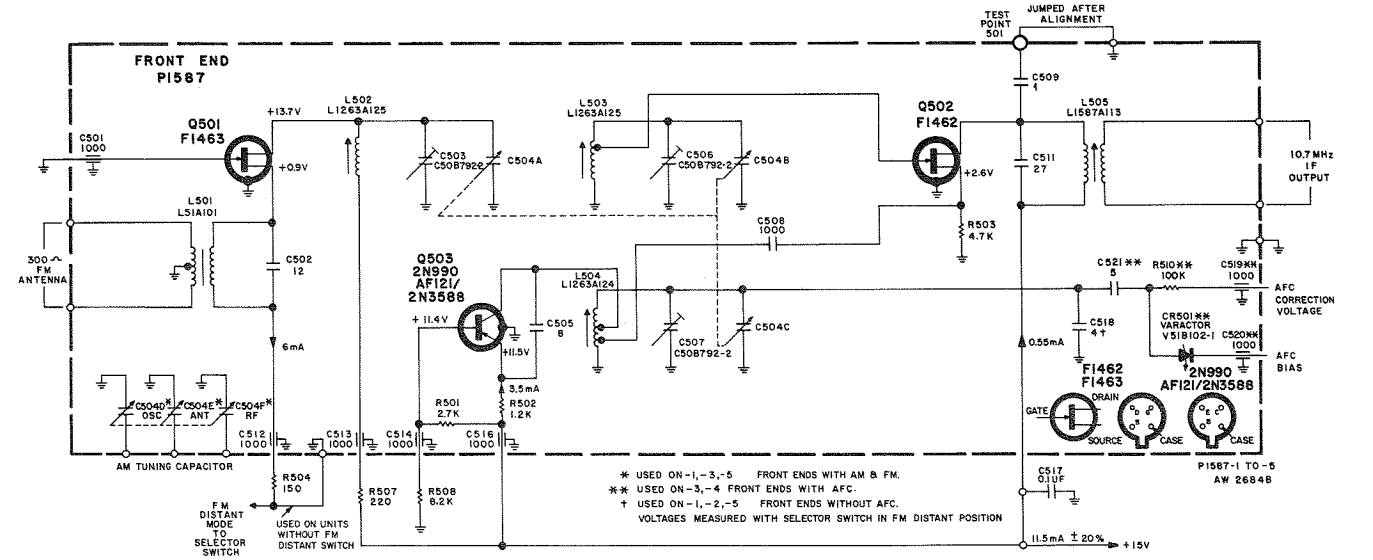 TEST
POINT
501
JUMPED AFTER
ALIGNMENT
FRONT END
P1587
C501
1000
Q501
F1463
+13.7V
+0.9V
L502
L1263A125
C503
C50B792-2
C504A
L503
L1263A125
C506
C50B792-2
C504B
Q502
F1462
+2.6V
C509
1
C511
27
L505
L1587A113
10.7MHz
IF
OUTPUT
L501
L51A101
300
FM
ANTENNA
C502
12
6mA
Q503
2N990
AF121/
2N3588
+11.4V
+11.5V
C505
8
C508
1000
R503
4.7K
L504
L1263A124
C507
C50B792-2
C504C
C521**
5
R510**
100K
C519**
1000
AFC
CORRECTION
VOLTAGE
C518
4†
CR501**
VARACTOR
V51B102-1
C520**
1000
AFC
BIAS
0.55mA
3.5mA
R502
1.2K
R501
2.7K
C504D*
OSC
C504E*
ANT
C504F*
RF
AM TUNING CAPACITOR
C512
1000
C513
1000
C514
1000
C516
1000
F1462
F1463
GATE
DRAIN
SOURCE
D
G
S
CASE
2N990
AF121/2N3588
E
C
B
CASE
P1587-1 TO -5
AW 2684B
R504
150
FM
DISTANT
MODE
TO
SELECTOR
SWITCH
USED ON UNITS
WITHOUT FM
DISTANT SWITCH
R507
220
R508
8.2K
* USED ON -1,-3,-5 FRONT ENDS WITH AM & FM.
** USED ON -3,-4 FRONT ENDS WITH AFC.
† USED ON -1,-2,-5 FRONT ENDS WITHOUT AFC.
VOLTAGES MEASURED WITH SELECTOR SWITCH IN FM DISTANT POSITION
C517
0.1UF
11.5mA ± 20%
+15V